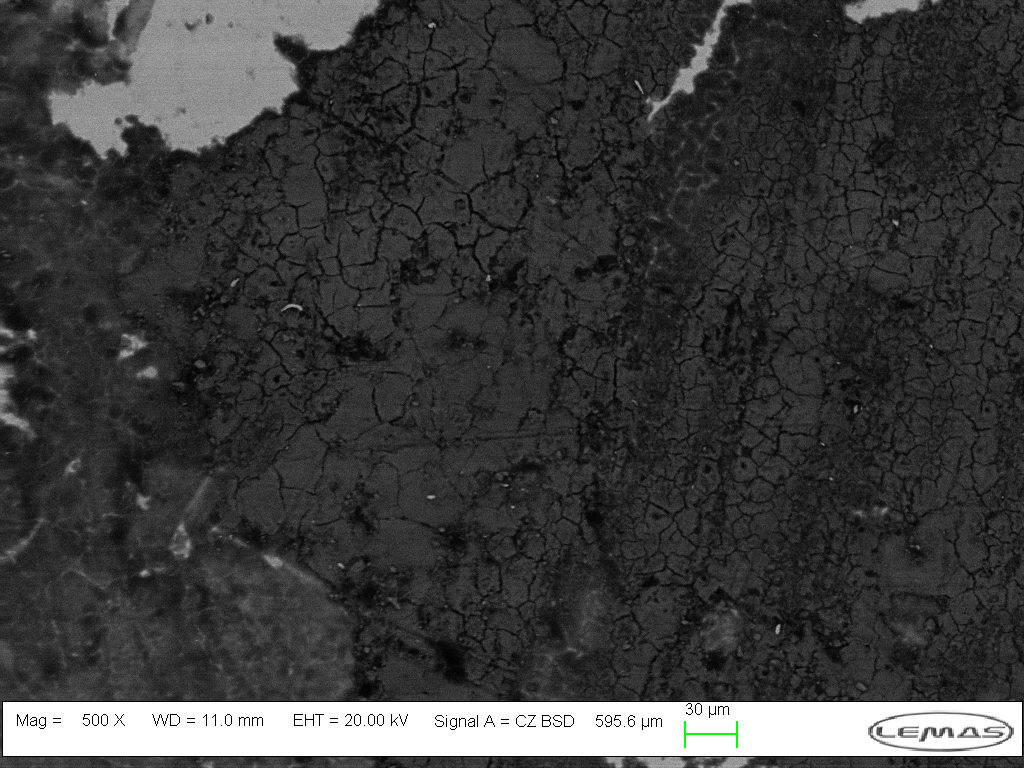 30 µm
Mag = 500 X WD = 11.0 mm EHT = 20.00 kV Signal A = CZ BSD 595.6 µm
LEMAS